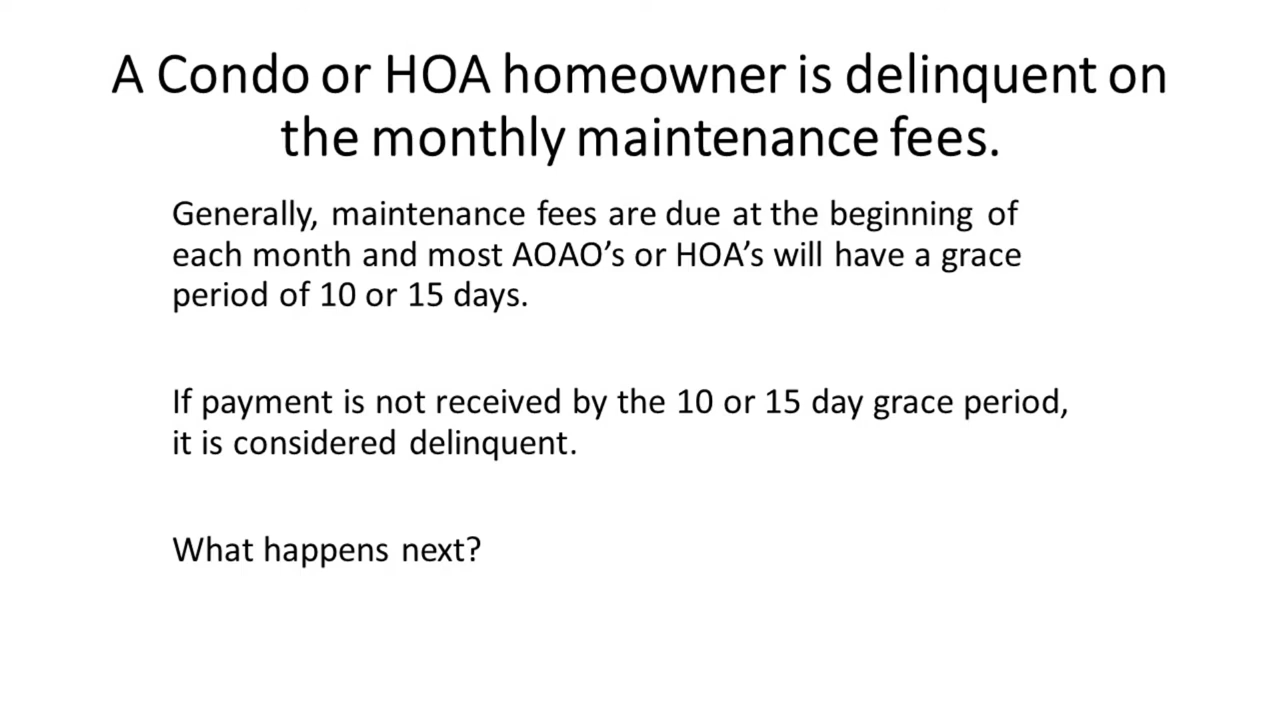 A Condo or HOA homeowner is delinquent on
the monthly maintenance fees.
Generally, maintenance fees are due at the beginning of
each month and most AOAO’s or HOA’s will have a grace
period of 10 or 15 days.
If payment is not received by the 10 or 15 day grace period,
it is considered delinquent.
What happens next?